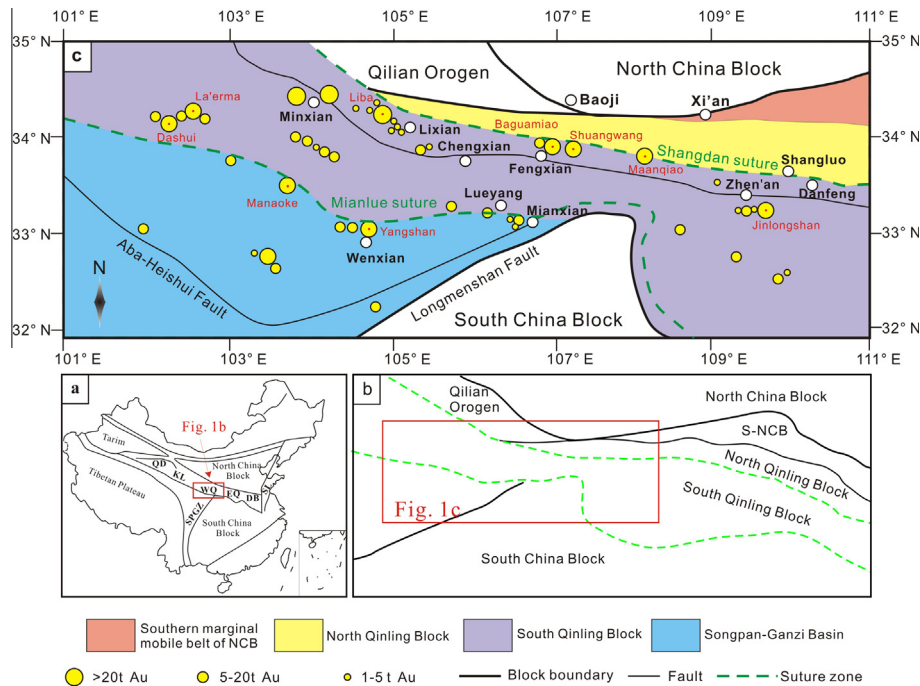 101° E 103° E 105° E 107° E 109° E 111° E
35° N 35° N
c
Qilian Orogen
North China Block
Baoji
Xi'an
La'erma
Minxian
Liba
Lixian
Baguamiao
Shuangwang
34° N 34° N
Dashui
Chengxian
Fengxian
Maanqiao
Shangdan suture
Shangluo
Zhen'an
Danfeng
Manaoke
Mianlue suture
Lueyang
Mianxian
Jinlongshan
33° N 33° N
Yangshan
Wenxian
Aba-Heishui Fault
Longmenshan Fault
N
South China Block
32° N 32° N
101° E 103° E 105° E 107° E 109° E 111° E
a
Fig. 1b
Tarim
QD
KL
North China
Block
Tibetan Plateau
WQ
EQ
DB
SPGZ
South China
Block
b
Qilian
Orogen
North China Block
S-NCB
North Qinling Block
South Qinling Block
Fig. 1c
South China Block
Southern marginal
mobile belt of NCB
North Qinling Block
South Qinling Block
Songpan-Ganzi Basin
>20t Au 5-20t Au 1-5 t Au Block boundary Fault Suture zone